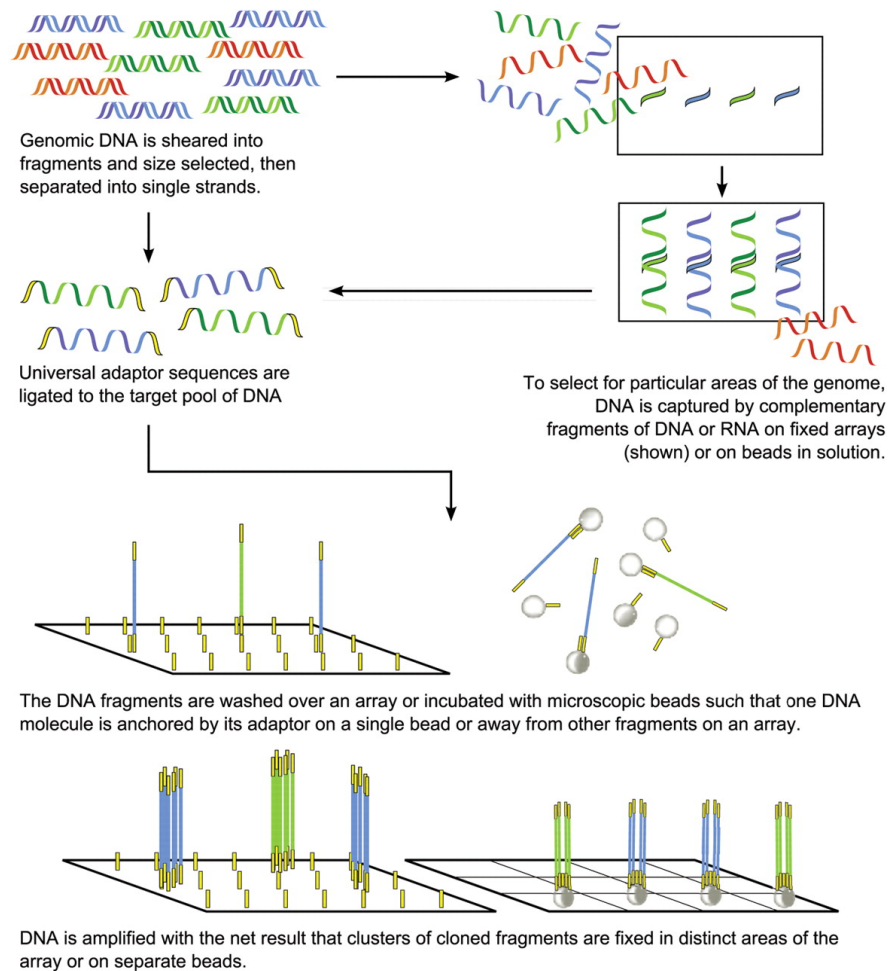 Genomic DNA is sheared into
fragments and size selected, then
separated into single strands.
Universal adaptor sequences are
ligated to the target pool of DNA
To select for particular areas of the genome,
DNA is captured by complementary
fragments of DNA or RNA on fixed arrays
(shown) or on beads in solution.
The DNA fragments are washed over an array or incubated with microscopic beads such that one DNA
molecule is anchored by its adaptor on a single bead or away from other fragments on an array.
DNA is amplified with the net result that clusters of cloned fragments are fixed in distinct areas of the
array or on separate beads.